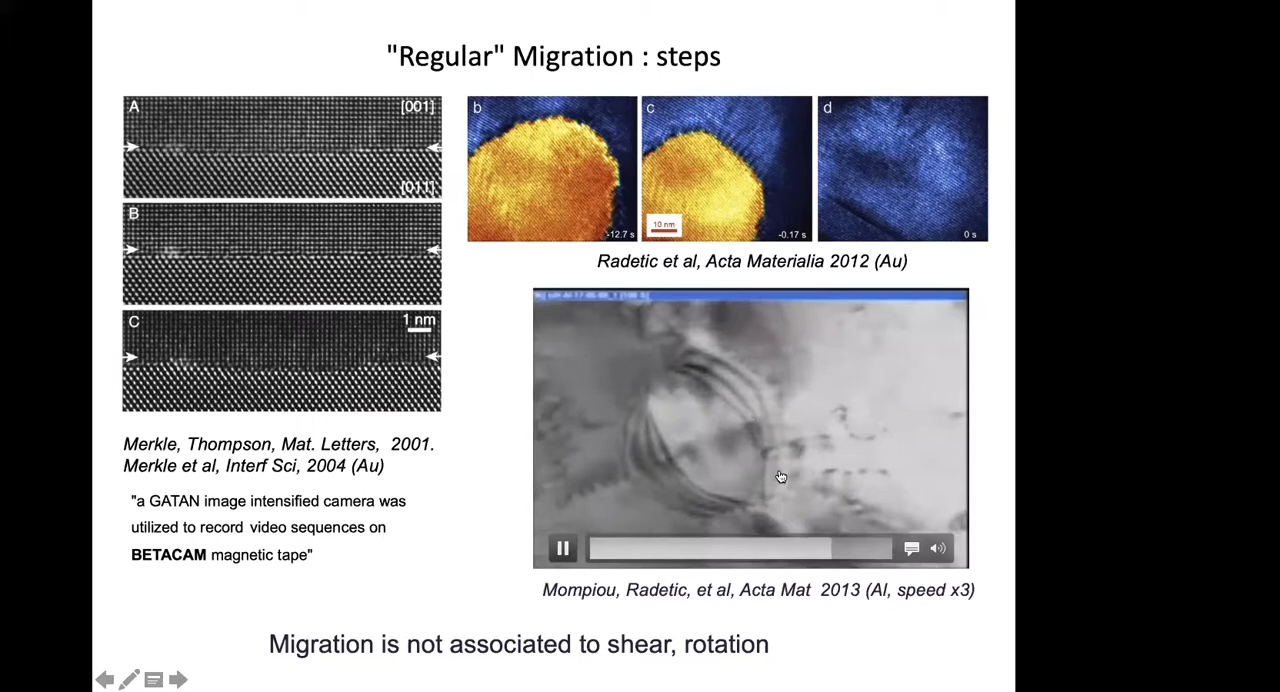 "Regular" Migration : steps
A
[001]
[011]
B
C
1 nm
b
-12.7 s
c
10 nm
-0.17 s
d
0 s
Radetic et al, Acta Materialia 2012 (Au)
Merkle, Thompson, Mat. Letters, 2001.
Merkle et al, Interf Sci, 2004 (Au)
"a GATAN image intensified camera was
utilized to record video sequences on
BETACAM magnetic tape"
Mompiou, Radetic, et al, Acta Mat 2013 (Al, speed x3)
Migration is not associated to shear, rotation